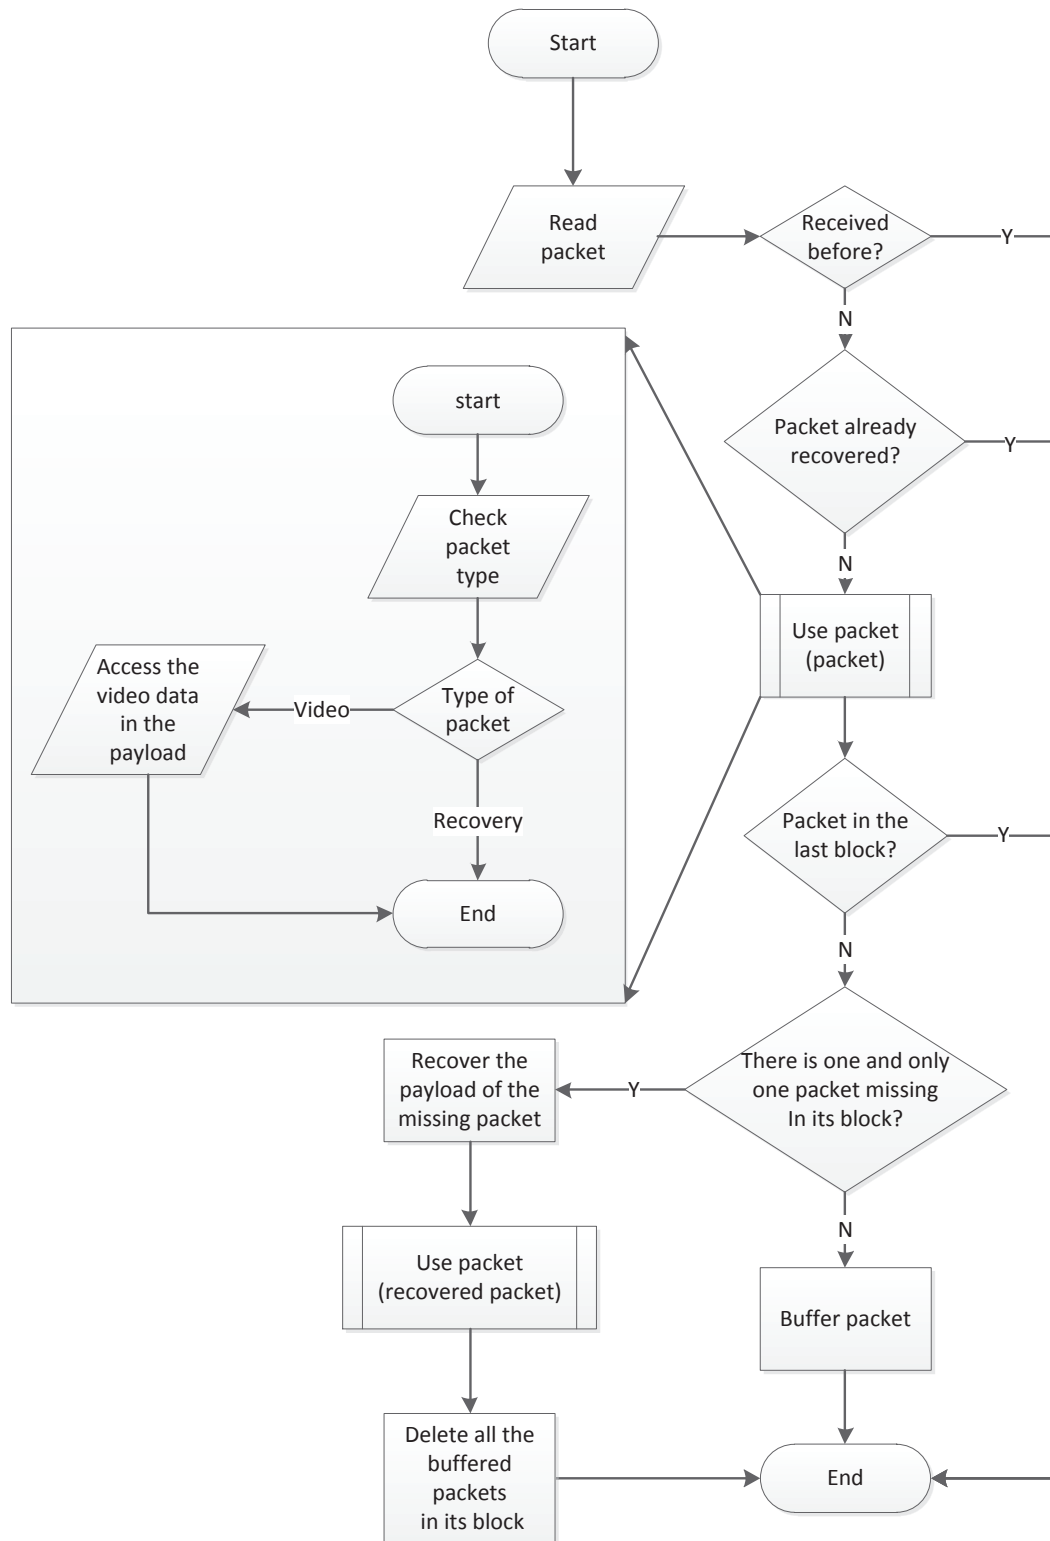 Start
Read
packet
Received
before?
Y
N
start
Packet already
recovered?
Y
Check
packet
type
N
Use packet
(packet)
Access the
video data
in the
payload
Video
Type of
packet
Recovery
Packet in the
last block?
Y
End
N
Recover the
payload of the
missing packet
Y
There is one and only
one packet missing
In its block?
N
Use packet
(recovered packet)
Buffer packet
Delete all the
buffered
packets
in its block
End